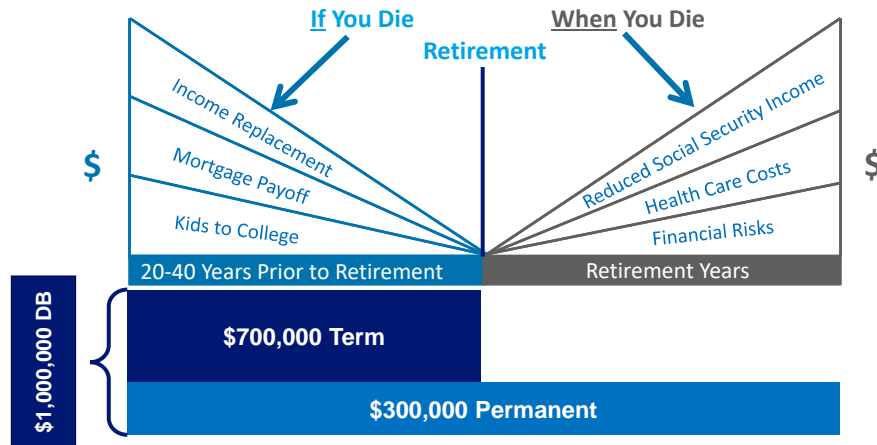 If You Die
When You Die
Retirement
Income Replacement
Mortgage Payoff
Kids to College
Reduced Social Security Income
Health Care Costs
Financial Risks
$
$
20-40 Years Prior to Retirement
Retirement Years
$1,000,000 DB
$700,000 Term
$300,000 Permanent